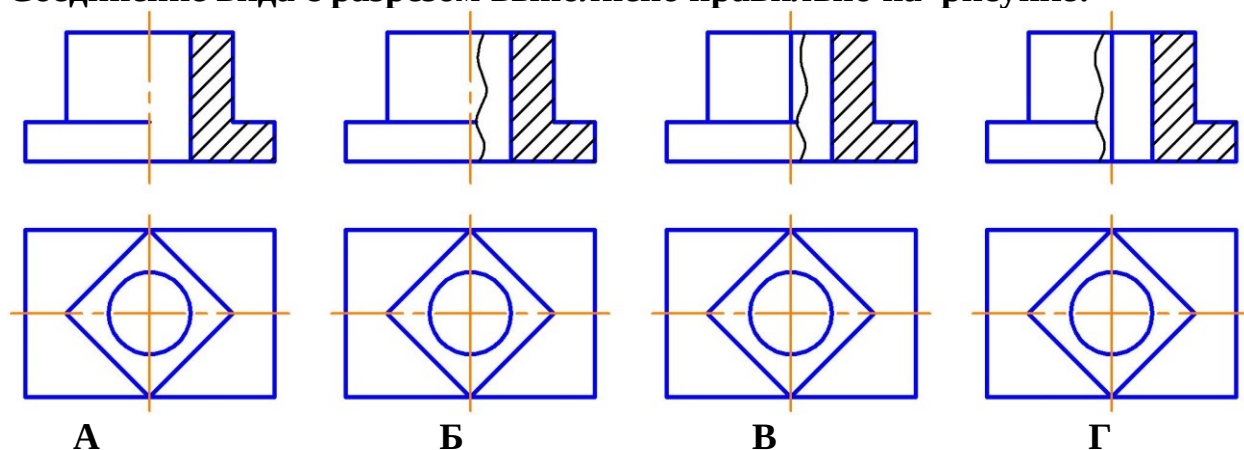 Соединение вида с разрезом выполнено правильно на рисунке:
А Б В Г